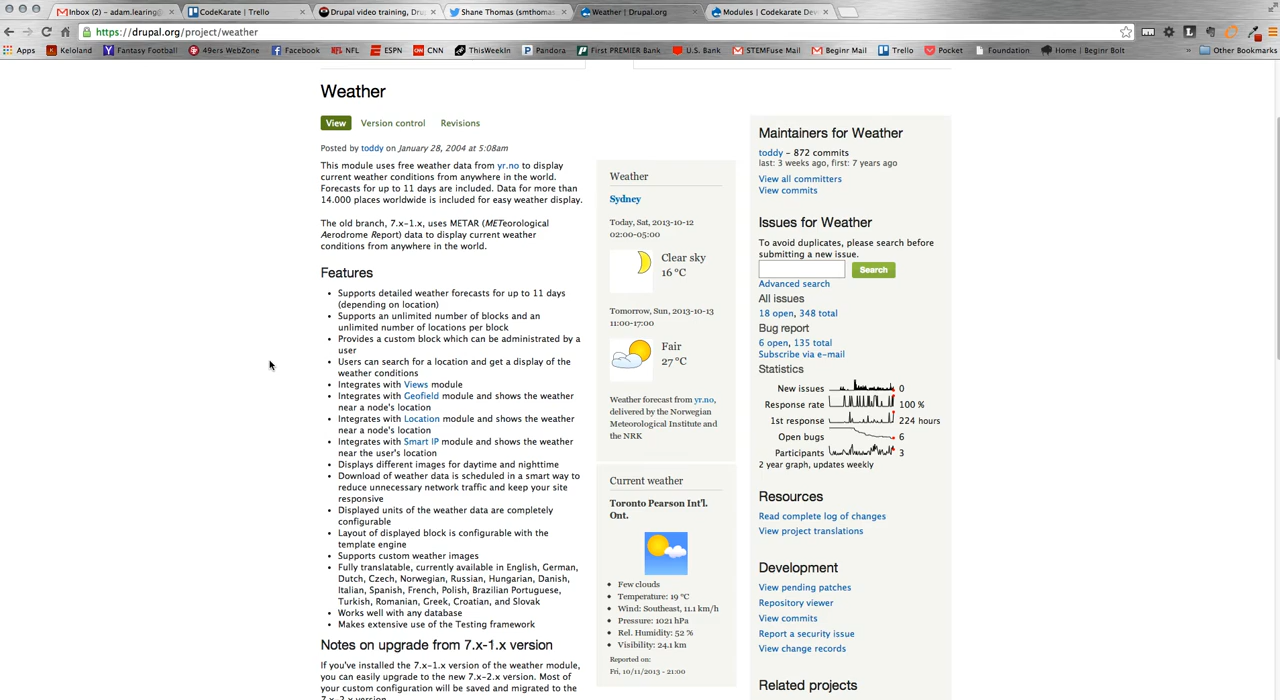 Inbox (2) – adam.learing@
CodeKarate | Trello
Drupal video training, Dru
Shane Thomas (smthomas
Weather | Drupal.org
Modules | Codekarate Dev
https://drupal.org/project/weather
Apps
Keloland
Fantasy Football
49ers WebZone
Facebook
NFL
ESPN
CNN
ThisWeekIn
Pandora
First PREMIER Bank
U.S. Bank
STEMFuse Mail
Beginr Mail
Trello
Pocket
Foundation
Home | Beginr Bolt
»
Other Bookmarks
Weather
View
Version control
Revisions
Posted by toddy on January 28, 2004 at 5:08am
This module uses free weather data from yr.no to display
current weather conditions from anywhere in the world.
Forecasts for up to 11 days are included. Data for more than
14.000 places worldwide is included for easy weather display.
The old branch, 7.x-1.x, uses METAR (METeorological
Aerodrome Report) data to display current weather
conditions from anywhere in the world.
Features
• Supports detailed weather forecasts for up to 11 days
(depending on location)
• Supports an unlimited number of blocks and an
unlimited number of locations per block
• Provides a custom block which can be administrated by a
user
• Users can search for a location and get a display of the
weather conditions
• Integrates with Views module
• Integrates with Geofield module and shows the weather
near a node's location
• Integrates with Location module and shows the weather
near a node's location
• Integrates with Smart IP module and shows the weather
near the user's location
• Displays different images for daytime and nighttime
• Download of weather data is scheduled in a smart way to
reduce unnecessary network traffic and keep your site
responsive
• Displayed units of the weather data are completely
configurable
• Layout of displayed block is configurable with the
template engine
• Supports custom weather images
• Fully translatable, currently available in English, German,
Dutch, Czech, Norwegian, Russian, Hungarian, Danish,
Italian, Spanish, French, Polish, Brazilian Portuguese,
Turkish, Romanian, Greek, Croatian, and Slovak
• Works well with any database
• Makes extensive use of the Testing framework
Notes on upgrade from 7.x-1.x version
If you've installed the 7.x-1.x version of the weather module,
you can easily upgrade to the new 7.x-2.x version. Most of
your custom configuration will be saved and migrated to the
7.x-2.x version.
Weather
Sydney
Today, Sat, 2013-10-12
02:00-05:00
Clear sky
16 °C
Tomorrow, Sun, 2013-10-13
11:00-17:00
Fair
27 °C
Weather forecast from yr.no,
delivered by the Norwegian
Meteorological Institute and
the NRK
Current weather
Toronto Pearson Int'l.
Ont.
• Few clouds
• Temperature: 19 °C
• Wind: Southeast, 11.1 km/h
• Pressure: 1021 hPa
• Rel. Humidity: 52 %
• Visibility: 24.1 km
Reported on:
Fri, 10/11/2013 - 21:00
Maintainers for Weather
toddy – 872 commits
last: 3 weeks ago, first: 7 years ago
View all committers
View commits
Issues for Weather
To avoid duplicates, please search before
submitting a new issue.
Search
Advanced search
All issues
18 open, 348 total
Bug report
6 open, 135 total
Subscribe via e-mail
Statistics
New issues 0
Response rate 100 %
1st response 224 hours
Open bugs 6
Participants 3
2 year graph, updates weekly
Resources
Read complete log of changes
View project translations
Development
View pending patches
Repository viewer
View commits
Report a security issue
View change records
Related projects